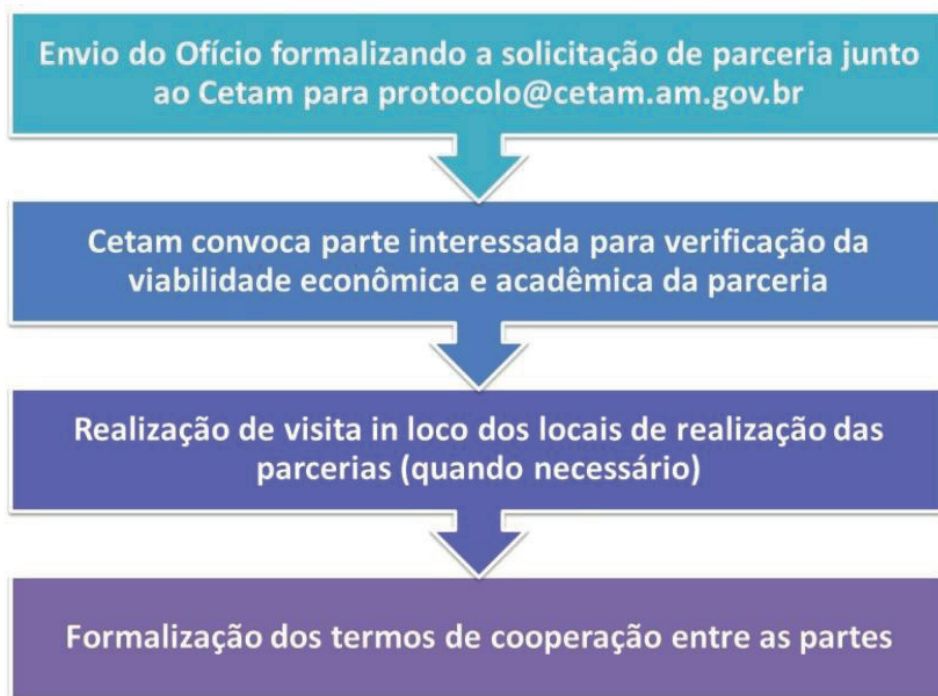 Envio do Ofício formalizando a solicitação de parceria junto
ao Cetam para protocolo@cetam.am.gov.br
Cetam convoca parte interessada para verificação da
viabilidade econômica e acadêmica da parceria
Realização de visita in loco dos locais de realização das
parcerias (quando necessário)
Formalização dos termos de cooperação entre as partes